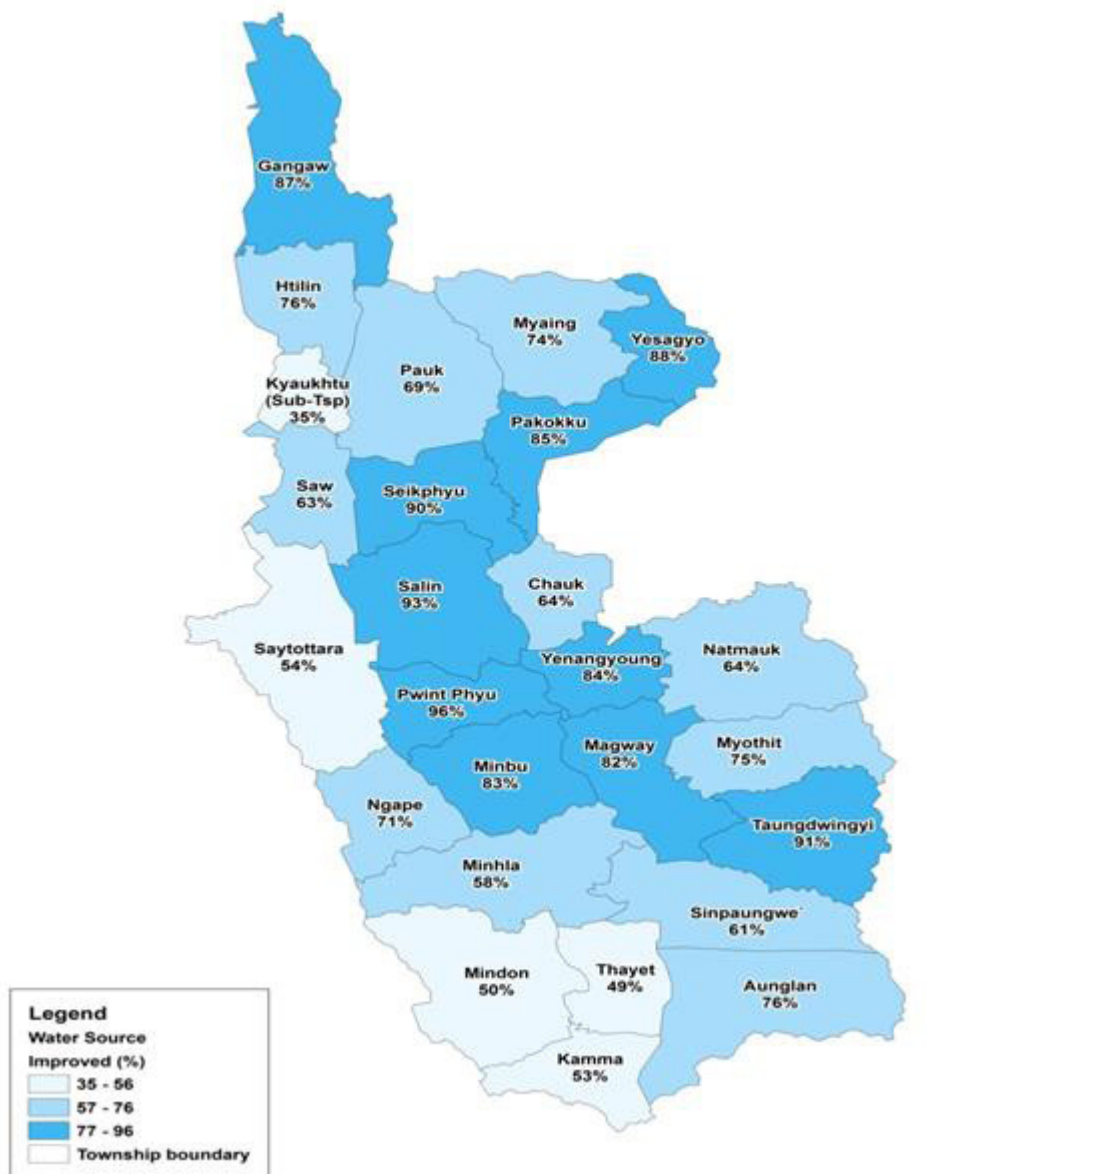 Gangaw
87%
Htilin
76%
Myaing
74%
Yesagyo
88%
Pauk
69%
Kyaukhtu
(Sub-Tsp)
35%
Pakokku
85%
Saw
63%
Seikphyu
90%
Salin
93%
Chauk
64%
Saytottara
54%
Yenangyoung
84%
Natmauk
64%
Pwint Phyu
96%
Magway
82%
Myothit
75%
Minbu
83%
Ngape
71%
Taungdwingyi
91%
Minhla
58%
Sinpaungwe`
61%
Mindon
50%
Thayet
49%
Aunglan
76%
Kamma
53%
Legend
Water Source
Improved (%)
35 - 56
57 - 76
77 - 96
Township boundary